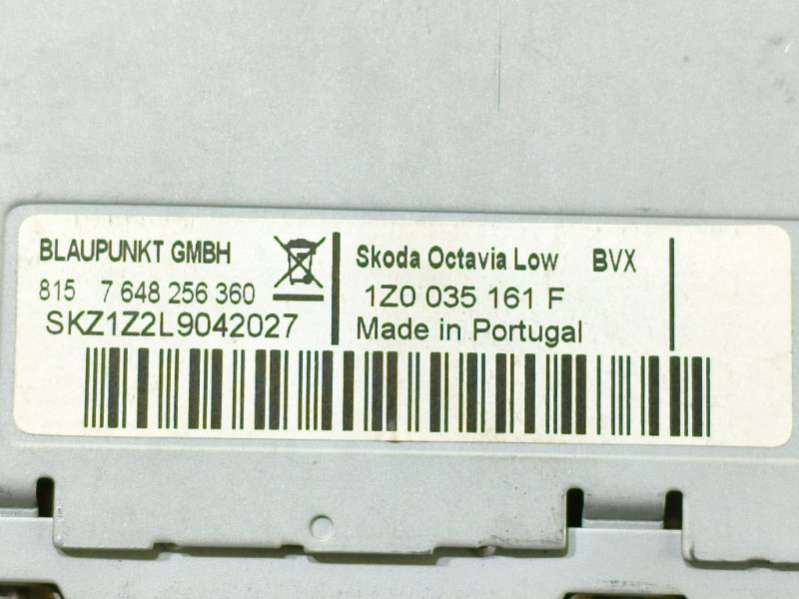 BLAUPUNKT GMBH
815 7 648 256 360
SKZ1Z2L9042027
Skoda Octavia Low BVX
1Z0 035 161 F
Made in Portugal